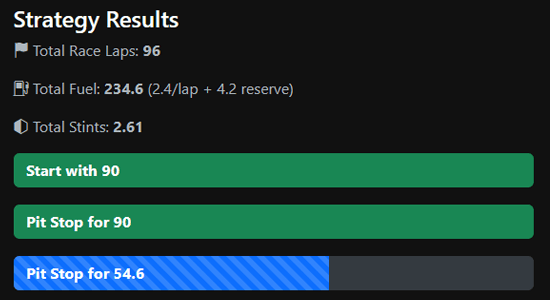 Strategy Results
Total Race Laps: 96
Total Fuel: 234.6 (2.4/lap + 4.2 reserve)
Total Stints: 2.61
Start with 90
Pit Stop for 90
Pit Stop for 54.6